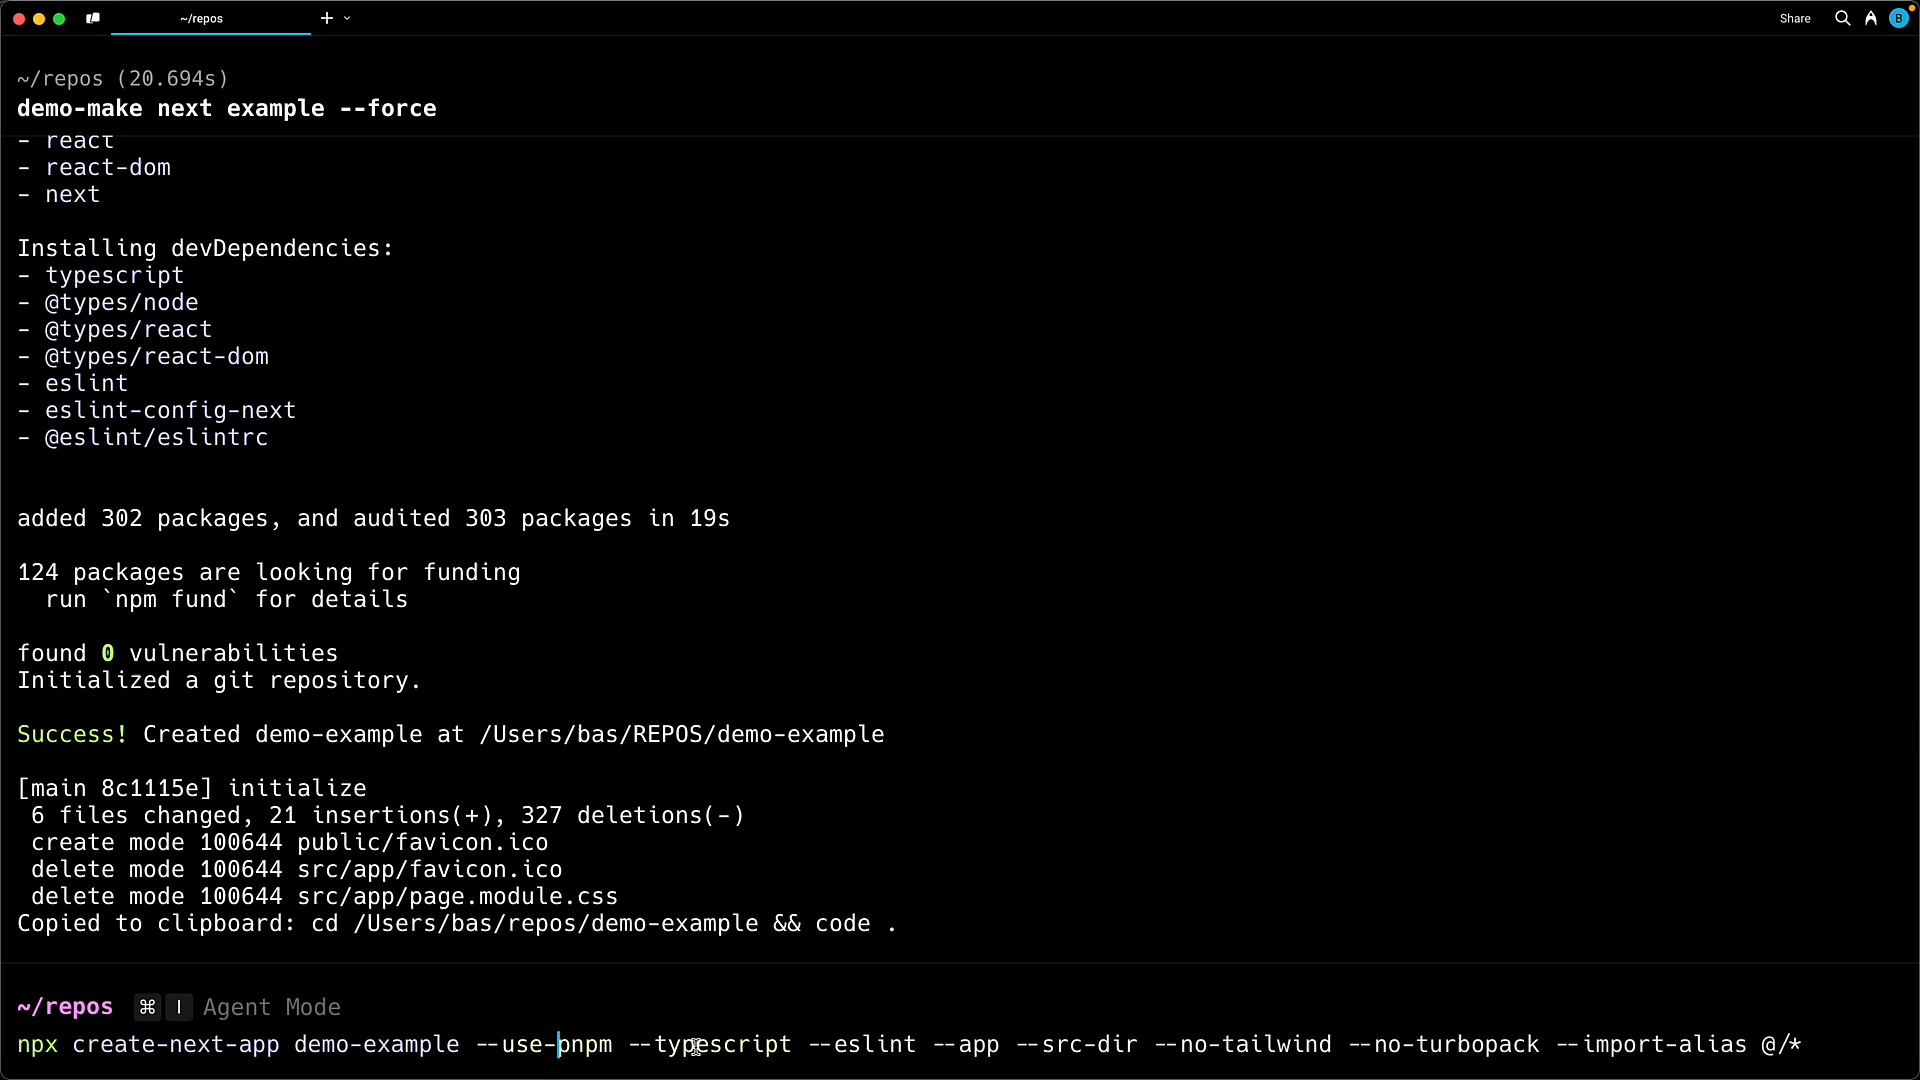 ~/repos
Share
B
~/repos (20.694s)
demo-make next example --force
- react
- react-dom
- next
Installing devDependencies:
- typescript
- @types/node
- @types/react
- @types/react-dom
- eslint
- eslint-config-next
- @eslint/eslintrc
added 302 packages, and audited 303 packages in 19s
124 packages are looking for funding
run `npm fund` for details
found 0 vulnerabilities
Initialized a git repository.
Success! Created demo-example at /Users/bas/REPOS/demo-example
[main 8c1115e] initialize
6 files changed, 21 insertions(+), 327 deletions(-)
create mode 100644 public/favicon.ico
delete mode 100644 src/app/favicon.ico
delete mode 100644 src/app/page.module.css
Copied to clipboard: cd /Users/bas/repos/demo-example && code .
~/repos ⌘ I Agent Mode
npx create-next-app demo-example --use-pnpm --typescript --eslint --app --src-dir --no-tailwind --no-turbopack --import-alias @/*